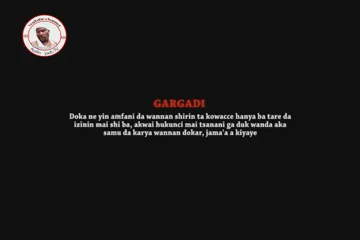 GARGADI
Doka ne yin amfani da wannan shirin ta kowacce hanya ba tare da
izinin mai shi ba, akwai hukunci mai tsanani ga duk wanda aka
samu da karya wannan dokar, jama'a a kiyaye